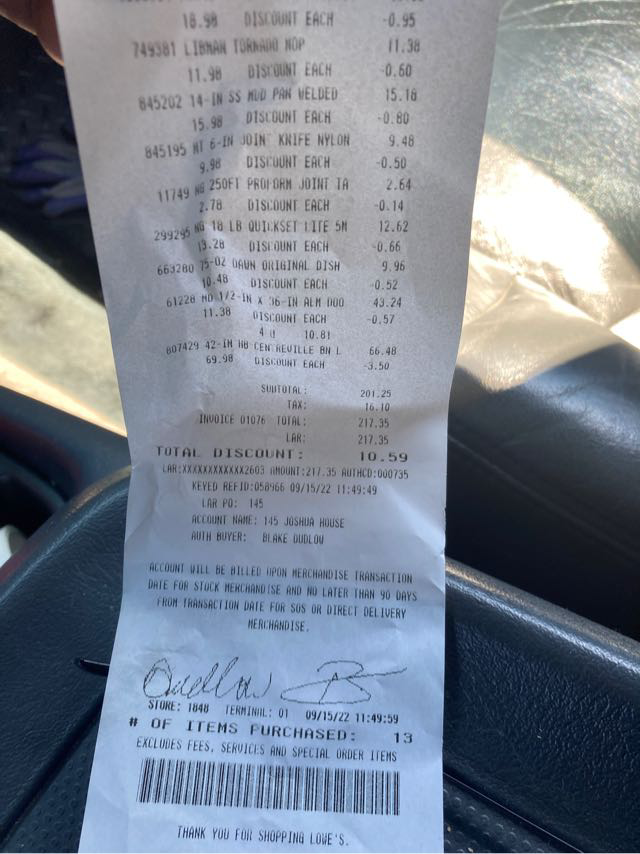 18.98 DISCOUNT EACH -0.95
749381 LIBMAN TORNADO MOP 11.38
11.98 DISCOUNT EACH -0.60
845202 14-IN SS MUD PAN WELDED 15.18
15.98 DISCOUNT EACH -0.80
845195 MT 6-IN JOINT KNIFE NYLON 9.48
9.98 DISCOUNT EACH -0.50
11749 NG 250FT PROFORM JOINT TA 2.64
2.78 DISCOUNT EACH -0.14
299295 NG 18 LB QUICKSET LITE 5M 12.62
13.28 DISCOUNT EACH -0.66
663280 75-OZ DAWN ORIGINAL DISH 9.96
10.48 DISCOUNT EACH -0.52
61228 MD 1/2-IN X 36-IN ALM DUO 43.24
11.38 DISCOUNT EACH -0.57
4 @ 10.81
807429 42-IN HB CENTREVILLE BN L 66.48
69.98 DISCOUNT EACH -3.50
SUBTOTAL: 201.25
TAX: 16.10
INVOICE 01076 TOTAL: 217.35
LAR: 217.35
TOTAL DISCOUNT: 10.59
LAR:XXXXXXXXXXXX2603 AMOUNT:217.35 AUTHCD:000735
KEYED REFID:058966 09/15/22 11:49:49
LAR PO: 145
ACCOUNT NAME: 145 JOSHUA HOUSE
AUTH BUYER: BLAKE OUDLOW
ACCOUNT WILL BE BILLED UPON MERCHANDISE TRANSACTION
DATE FOR STOCK MERCHANDISE AND NO LATER THAN 90 DAYS
FROM TRANSACTION DATE FOR SOS OR DIRECT DELIVERY
MERCHANDISE.
STORE: 1848 TERMINAL: 01 09/15/22 11:49:59
# OF ITEMS PURCHASED: 13
EXCLUDES FEES, SERVICES AND SPECIAL ORDER ITEMS
THANK YOU FOR SHOPPING LOWE'S.